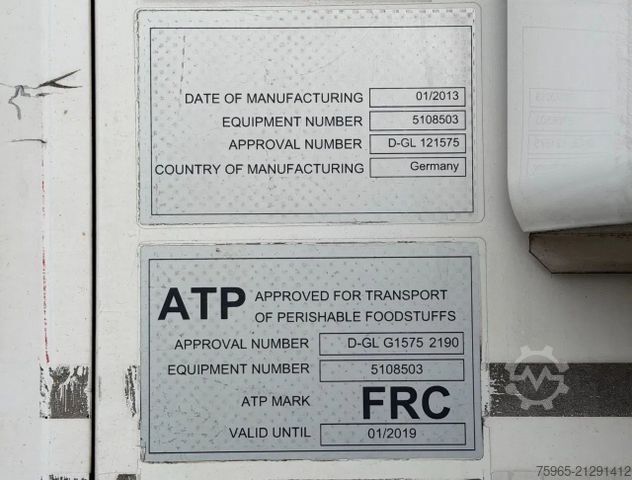 DATE OF MANUFACTURING 01/2013
EQUIPMENT NUMBER 5108503
APPROVAL NUMBER D-GL 121575
COUNTRY OF MANUFACTURING Germany
ATP APPROVED FOR TRANSPORT
OF PERISHABLE FOODSTUFFS
APPROVAL NUMBER D-GL G1575 2190
EQUIPMENT NUMBER 5108503
ATP MARK FRC
VALID UNTIL 01/2019
75965-21291412